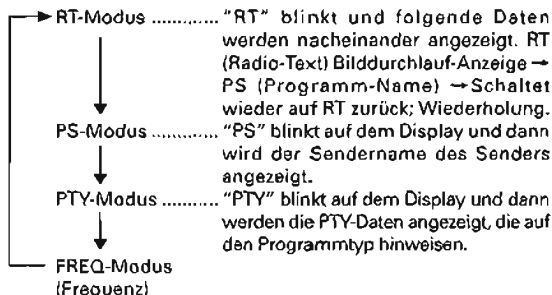 RT-Modus ........... "RT" blinkt und folgende Daten
werden nacheinander angezeigt. RT
(Radio-Text) Bilddurchlauf-Anzeige →
PS (Programm-Name) → Schaltet
wieder auf RT zurück; Wiederholung.
PS-Modus ............. "PS" blinkt auf dem Display und dann
wird der Sendername des Senders
angezeigt.
PTY-Modus ........... "PTY" blinkt auf dem Display und dann
werden die PTY-Daten angezeigt, die auf
den Programmtyp hinweisen.
FREQ-Modus
(Frequenz)